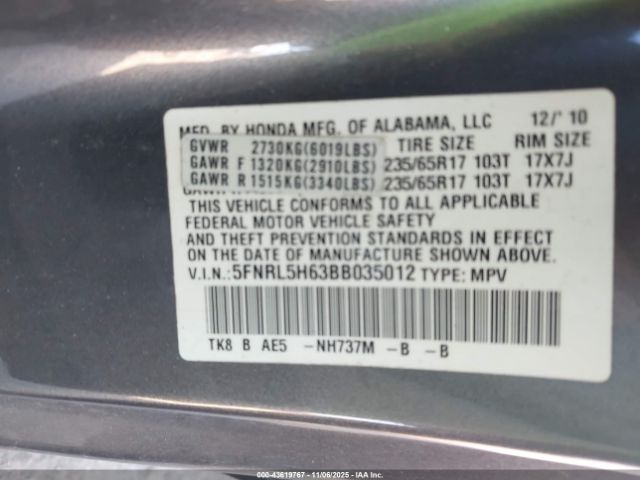 MFD. BY HONDA MFG. OF ALABAMA, LLC 12/'10
GVWR 2730KG(6019LBS) TIRE SIZE RIM SIZE
GAWR F 1320KG(2910LBS) 235/65R17 103T 17X7J
GAWR R 1515KG(3340LBS) 235/65R17 103T 17X7J
THIS VEHICLE CONFORMS TO ALL APPLICABLE
FEDERAL MOTOR VEHICLE SAFETY
AND THEFT PREVENTION STANDARDS IN EFFECT
ON THE DATE OF MANUFACTURE SHOWN ABOVE.
V.I.N.:5FNRL5H63BB035012 TYPE: MPV
TK8 B AE5 -NH737M -B -B
© 000-43619767 - 11/06/2025 - IAA Inc.